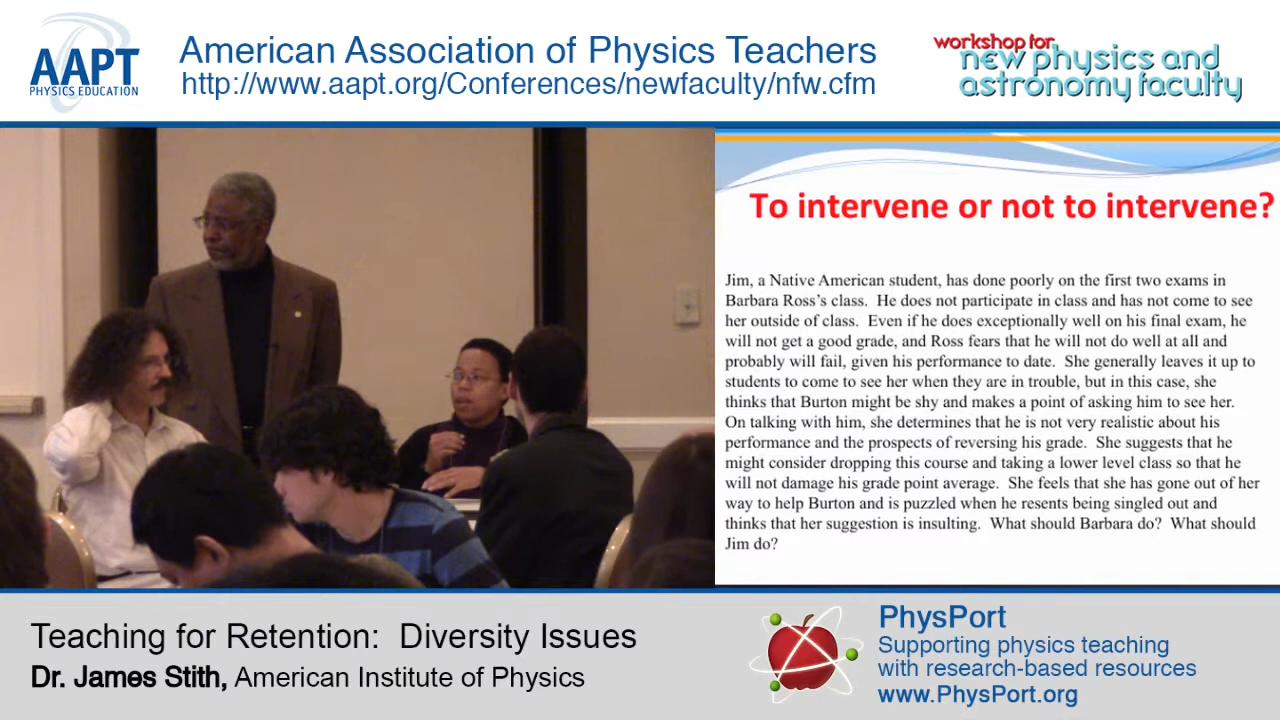 AAPT
PHYSICS EDUCATION
American Association of Physics Teachers
http://www.aapt.org/Conferences/newfaculty/nfw.cfm
workshop for
new physics and
astronomy faculty
To intervene or not to intervene?
Jim, a Native American student, has done poorly on the first two exams in
Barbara Ross's class. He does not participate in class and has not come to see
her outside of class. Even if he does exceptionally well on his final exam, he
will not get a good grade, and Ross fears that he will not do well at all and
probably will fail, given his performance to date. She generally leaves it up to
students to come to see her when they are in trouble, but in this case, she
thinks that Burton might be shy and makes a point of asking him to see her.
On talking with him, she determines that he is not very realistic about his
performance and the prospects of reversing his grade. She suggests that he
might consider dropping this course and taking a lower level class so that he
will not damage his grade point average. She feels that she has gone out of her
way to help Burton and is puzzled when he resents being singled out and
thinks that her suggestion is insulting. What should Barbara do? What should
Jim do?
Teaching for Retention: Diversity Issues
Dr. James Stith, American Institute of Physics
PhysPort
Supporting physics teaching
with research-based resources
www.PhysPort.org